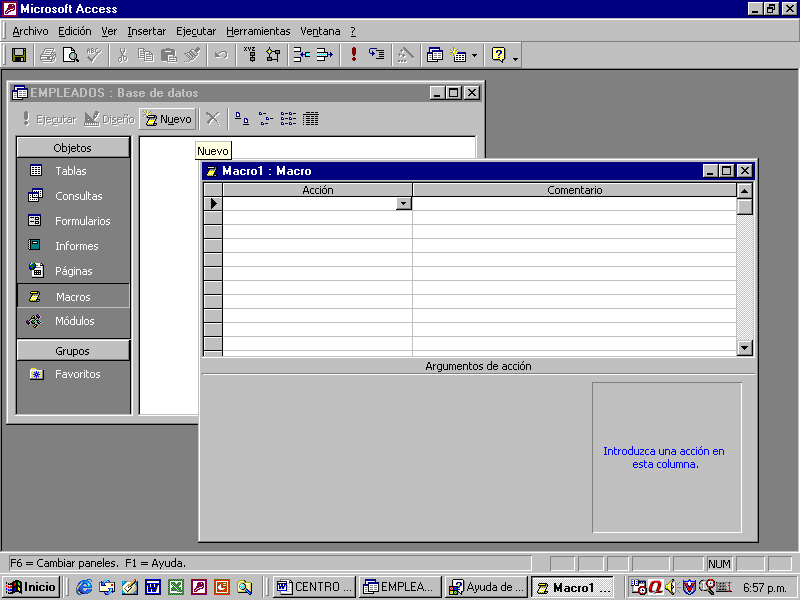 Microsoft Access
Archivo Edición Ver Insertar Ejecutar Herramientas Ventana ?
EMPLEADOS : Base de datos
Ejecutar Diseño Nuevo
Nuevo
Objetos
Tablas
Consultas
Formularios
Informes
Páginas
Macros
Módulos
Grupos
Favoritos
Macro1 : Macro
Acción Comentario
Argumentos de acción
Introduzca una acción en
esta columna.
F6 = Cambiar paneles. F1 = Ayuda. NUM
Inicio CENTRO ... EMPLEA... Ayuda de ... Macro1 ... 6:57 p.m.